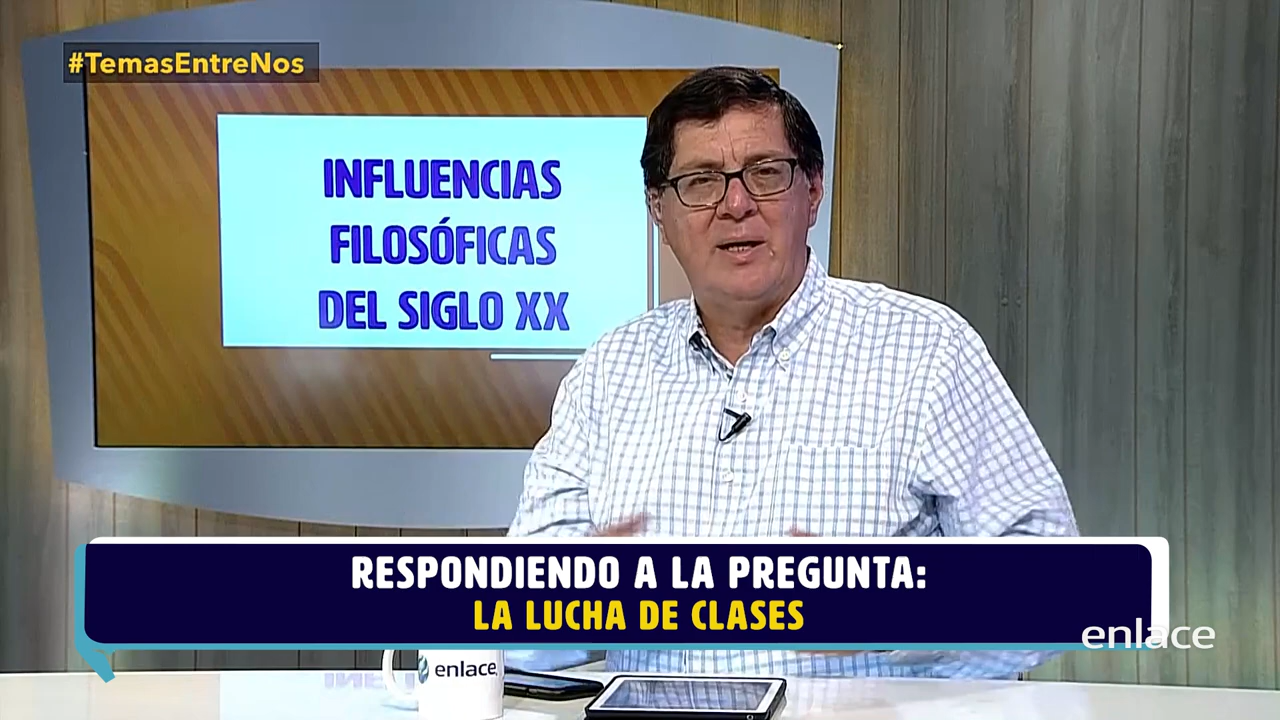 #TemasEntreNos
INFLUENCIAS
FILOSÓFICAS
DEL SIGLO XX
RESPONDIENDO A LA PREGUNTA:
LA LUCHA DE CLASES
enlace
enlace